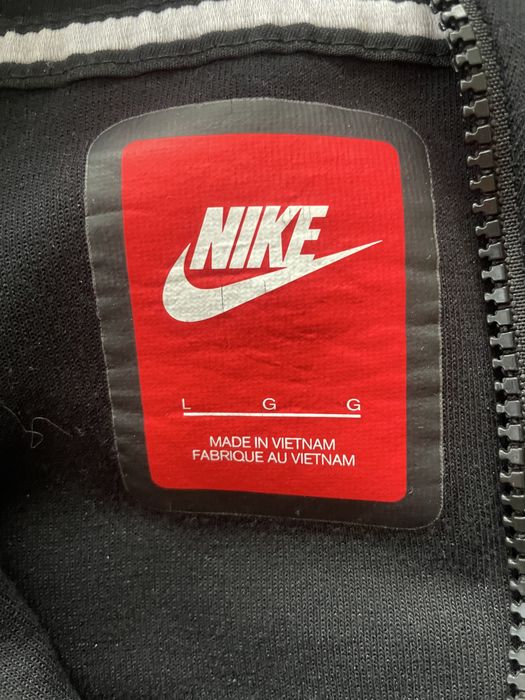 NIKE
L G G
MADE IN VIETNAM
FABRIQUE AU VIETNAM